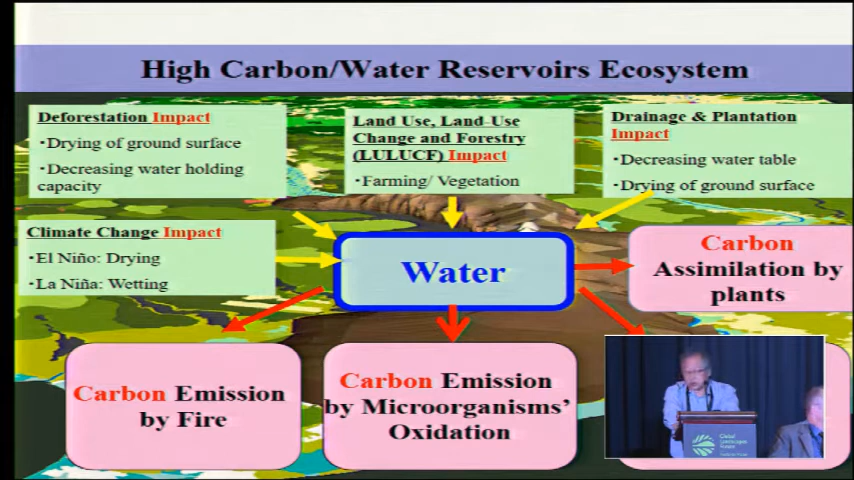 High Carbon/Water Reservoirs Ecosystem
Deforestation Impact
•Drying of ground surface
•Decreasing water holding
capacity
Land Use, Land-Use
Change and Forestry
(LULUCF) Impact
•Farming/ Vegetation
Drainage & Plantation
Impact
•Decreasing water table
•Drying of ground surface
Climate Change Impact
•El Niño: Drying
•La Niña: Wetting
Water
Carbon
Assimilation by
plants
Carbon Emission
by Fire
Carbon Emission
by Microorganisms’
Oxidation
Global
Landscapes
Forum